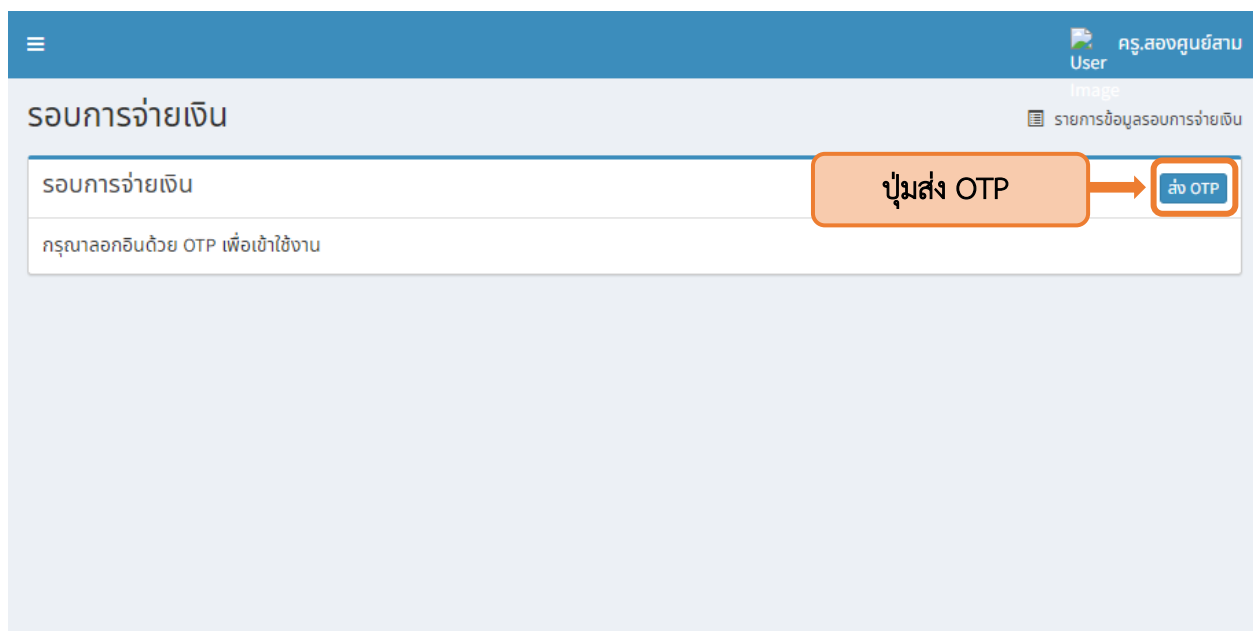 ครู.สองศูนย์สาม
User
Image
รอบการจ่ายเงิน
รายการข้อมูลรอบการจ่ายเงิน
รอบการจ่ายเงิน
ปุ่มส่ง OTP
ส่ง OTP
กรุณาลอกอินด้วย OTP เพื่อเข้าใช้งาน